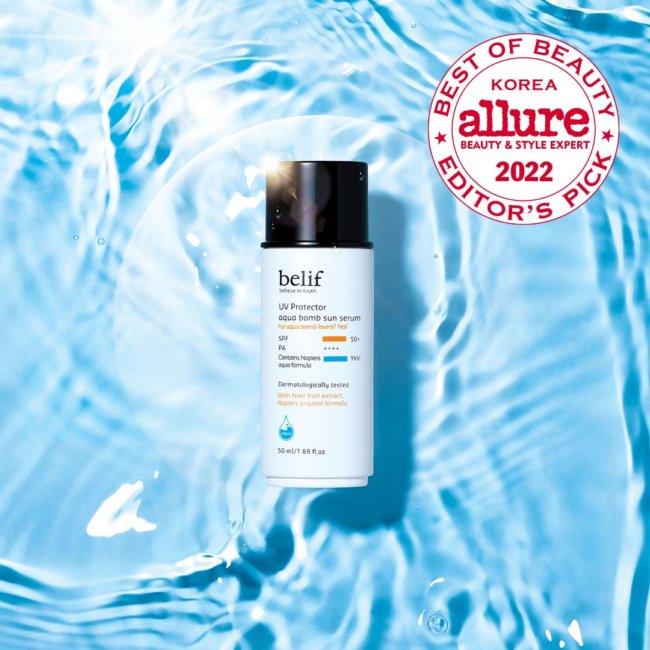 BEST OF BEAUTY
KOREA
allure
BEAUTY & STYLE EXPERT
2022
EDITOR'S PICK
belif
believe in truth
UV Protector
aqua bomb sun serum
For aqua bomb lovers? Yes!
SPF 50+
PA ++++
Contains Napiers Yes!
aqua formula
Dermatologically tested
With Noni fruit extract,
Napiers original formula
aqua
50 ml/1.69 fl.oz.